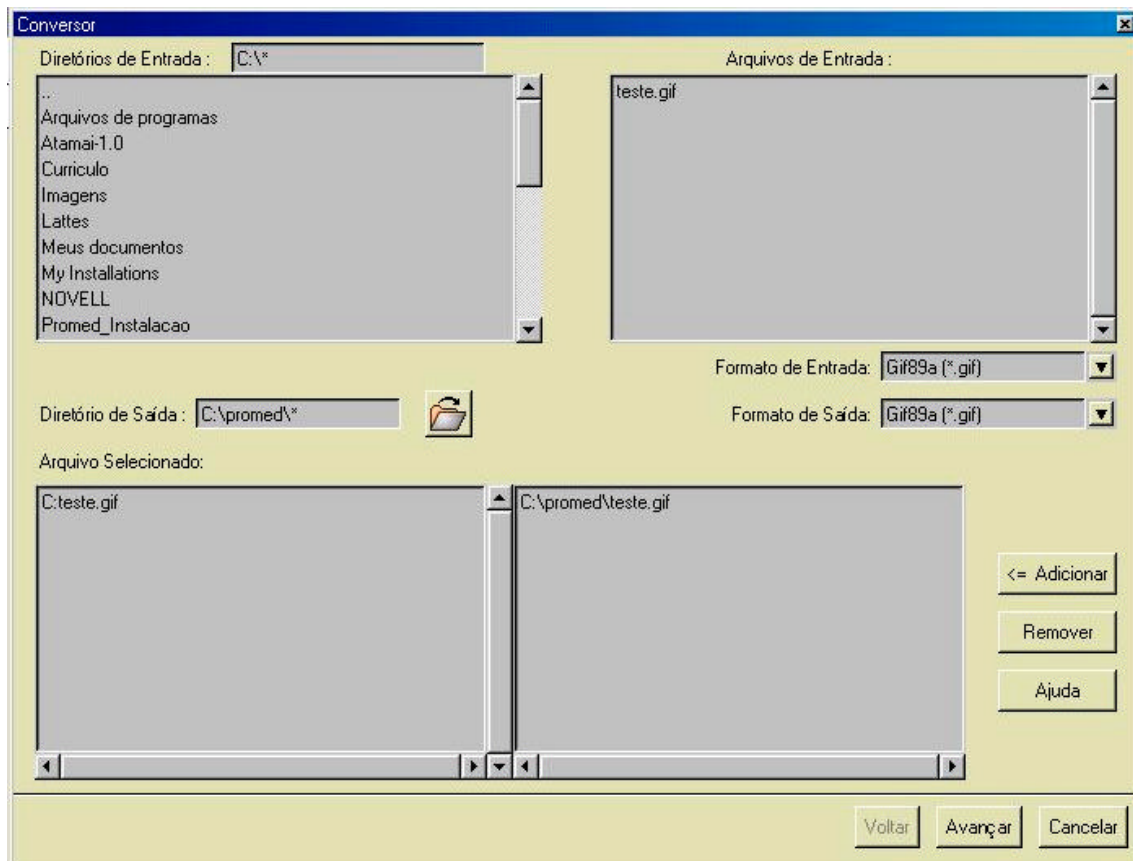 Conversor
Diretórios de Entrada :
C:\*
Arquivos de Entrada :
..
Arquivos de programas
Atamai-1.0
Curriculo
Imagens
Lattes
Meus documentos
My Installations
NOVELL
Promed_Instalacao
teste.gif
Formato de Entrada:
Gif89a (*.gif)
Diretório de Saída :
C:\promed\*
Formato de Saída:
Gif89a (*.gif)
Arquivo Selecionado:
C:teste.gif
C:\promed\teste.gif
<= Adicionar
Remover
Ajuda
Voltar
Avançar
Cancelar